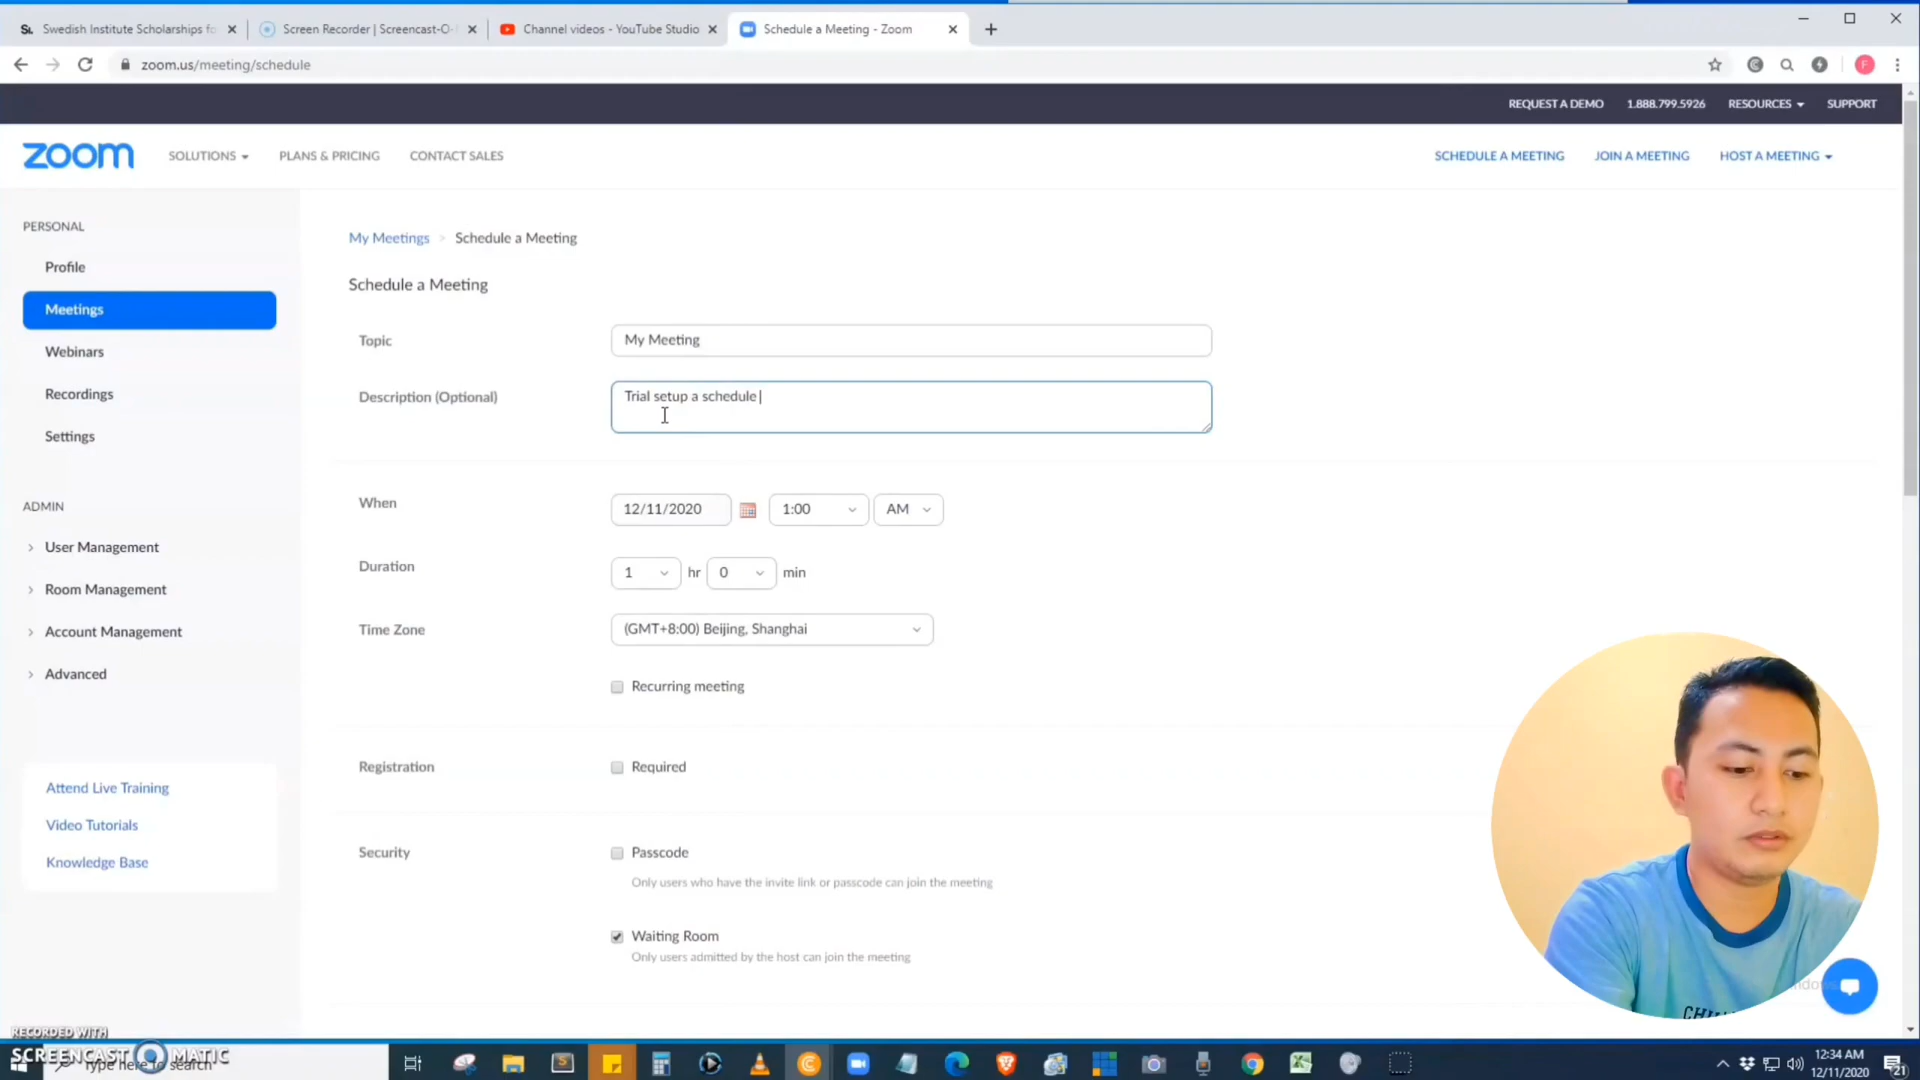 SI. Swedish Institute Scholarships fo
Screen Recorder | Screencast-O-
Channel videos - YouTube Studio
Schedule a Meeting - Zoom
zoom.us/meeting/schedule
F
REQUEST A DEMO 1.888.799.5926 RESOURCES SUPPORT
zoom SOLUTIONS PLANS & PRICING CONTACT SALES SCHEDULE A MEETING JOIN A MEETING HOST A MEETING
PERSONAL
Profile
Meetings
Webinars
Recordings
Settings
ADMIN
User Management
Room Management
Account Management
Advanced
Attend Live Training
Video Tutorials
Knowledge Base
My Meetings > Schedule a Meeting
Schedule a Meeting
Topic My Meeting
Description (Optional) Trial setup a schedule
When 12/11/2020 1:00 AM
Duration 1 hr 0 min
Time Zone (GMT+8:00) Beijing, Shanghai
Recurring meeting
Registration Required
Security Passcode
Only users who have the invite link or passcode can join the meeting
Waiting Room
Only users admitted by the host can join the meeting
RECORDED WITH
SCREENCAST MATIC
Type here to search
12:34 AM
12/11/2020
21